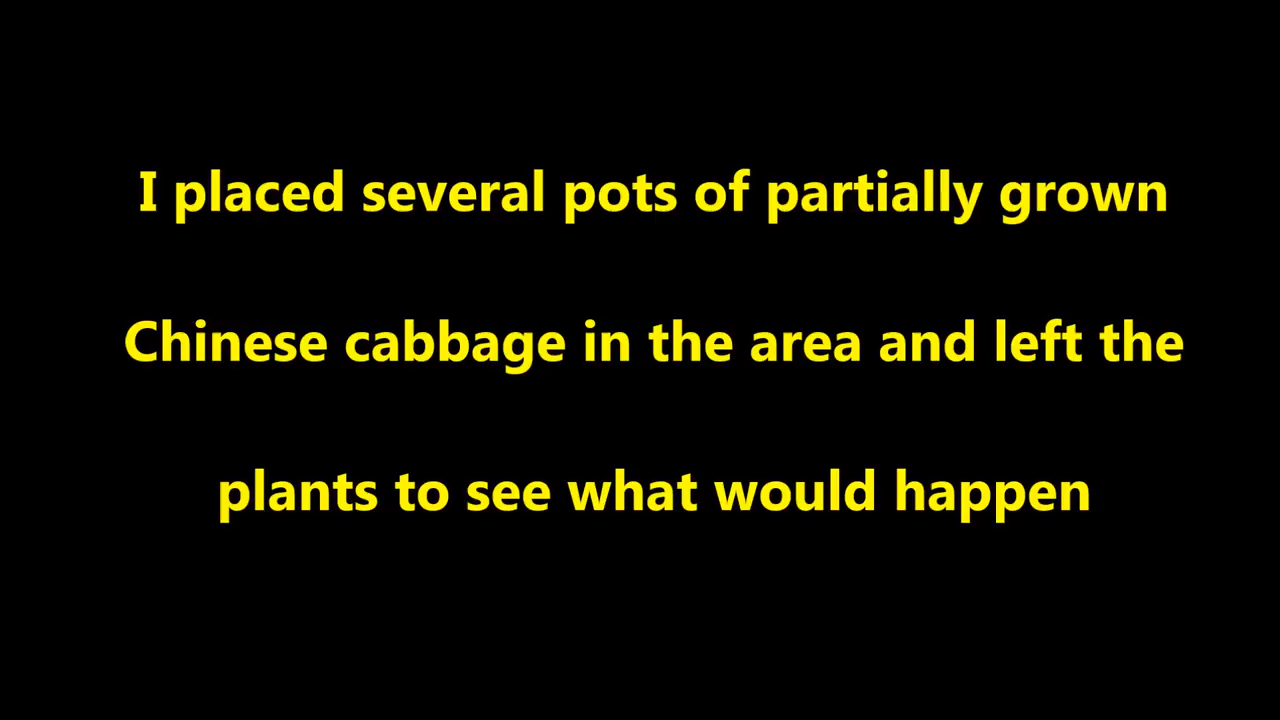 I placed several pots of partially grown
Chinese cabbage in the area and left the
plants to see what would happen